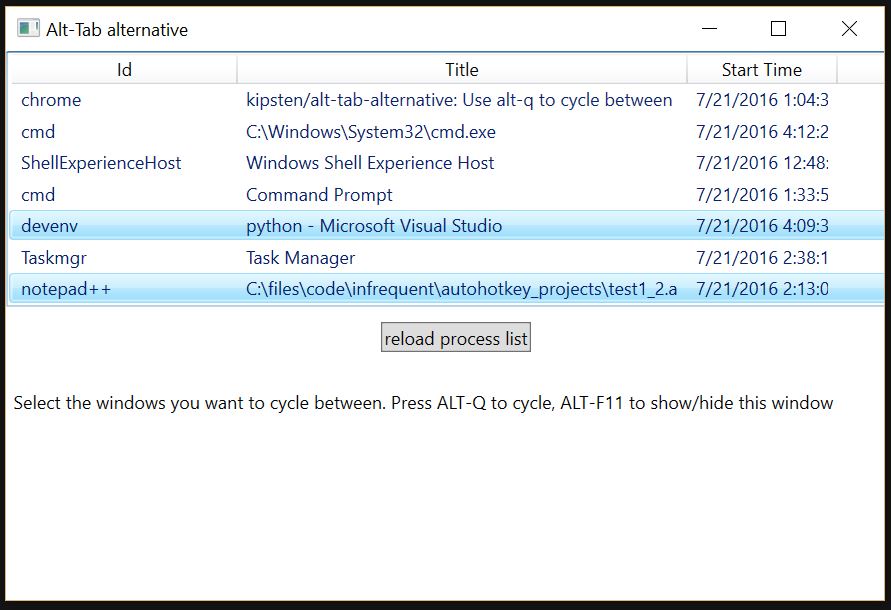 Alt-Tab alternative
Id Title Start Time
chrome kipsten/alt-tab-alternative: Use alt-q to cycle between 7/21/2016 1:04:3
cmd C:\Windows\System32\cmd.exe 7/21/2016 4:12:2
ShellExperienceHost Windows Shell Experience Host 7/21/2016 12:48:
cmd Command Prompt 7/21/2016 1:33:5
devenv python - Microsoft Visual Studio 7/21/2016 4:09:3
Taskmgr Task Manager 7/21/2016 2:38:1
notepad++ C:\files\code\infrequent\autohotkey_projects\test1_2.a 7/21/2016 2:13:0
reload process list
Select the windows you want to cycle between. Press ALT-Q to cycle, ALT-F11 to show/hide this window